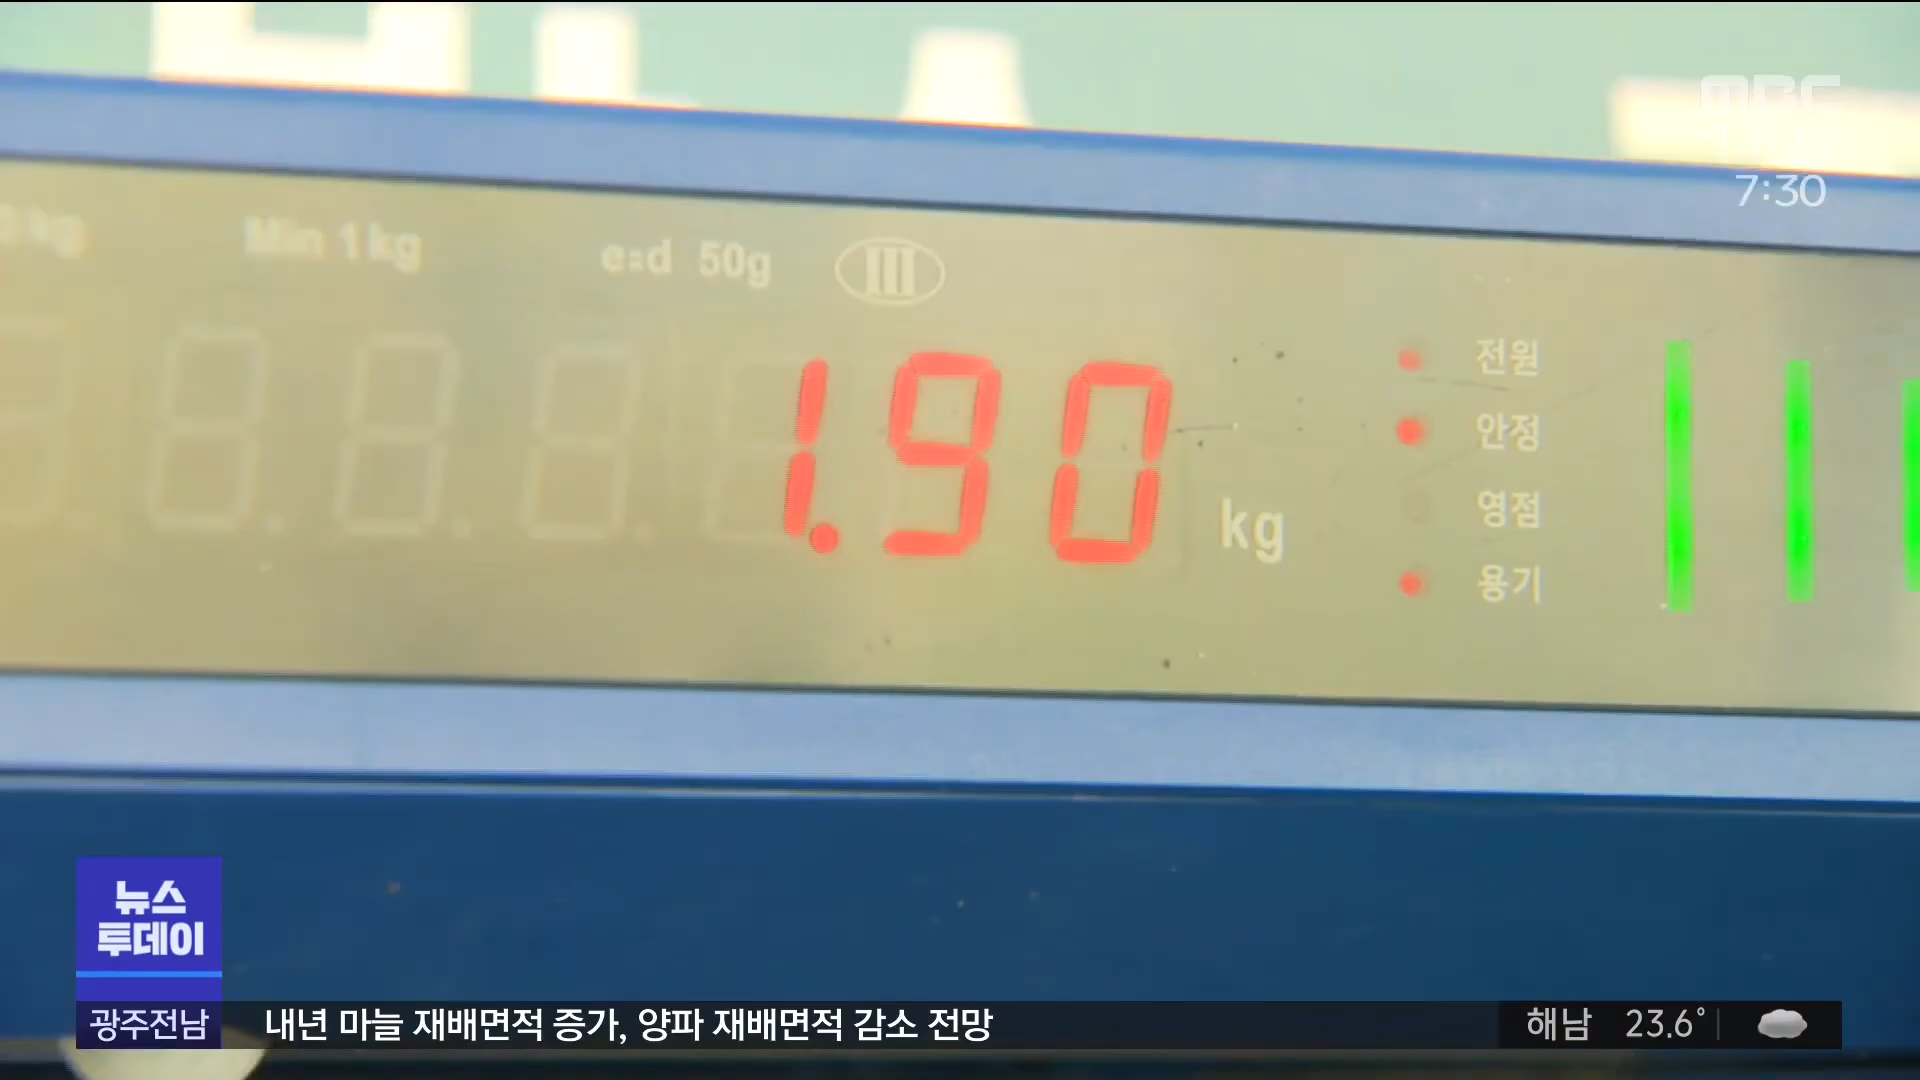 MBC
7:30
kg
Min 1kg
e=d 50g
III
1.90
kg
전원
안정
영점
용기
뉴스
투데이
광주전남
내년 마늘 재배면적 증가, 양파 재배면적 감소 전망
해남 23.6°